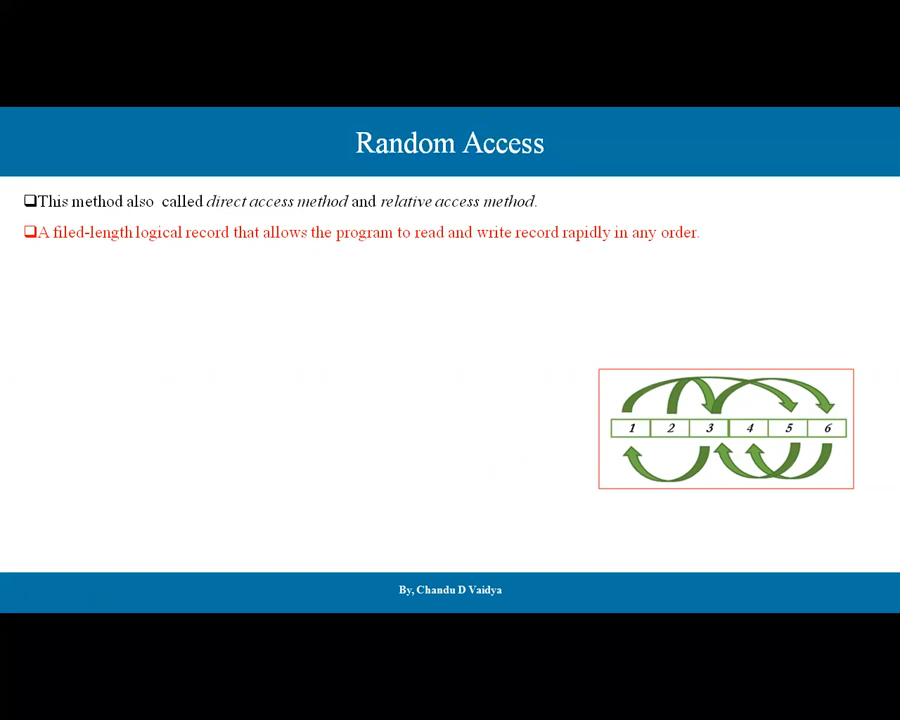 Random Access
❑This method also called direct access method and relative access method.
❑A filed-length logical record that allows the program to read and write record rapidly in any order.
1 2 3 4 5 6
By, Chandu D Vaidya